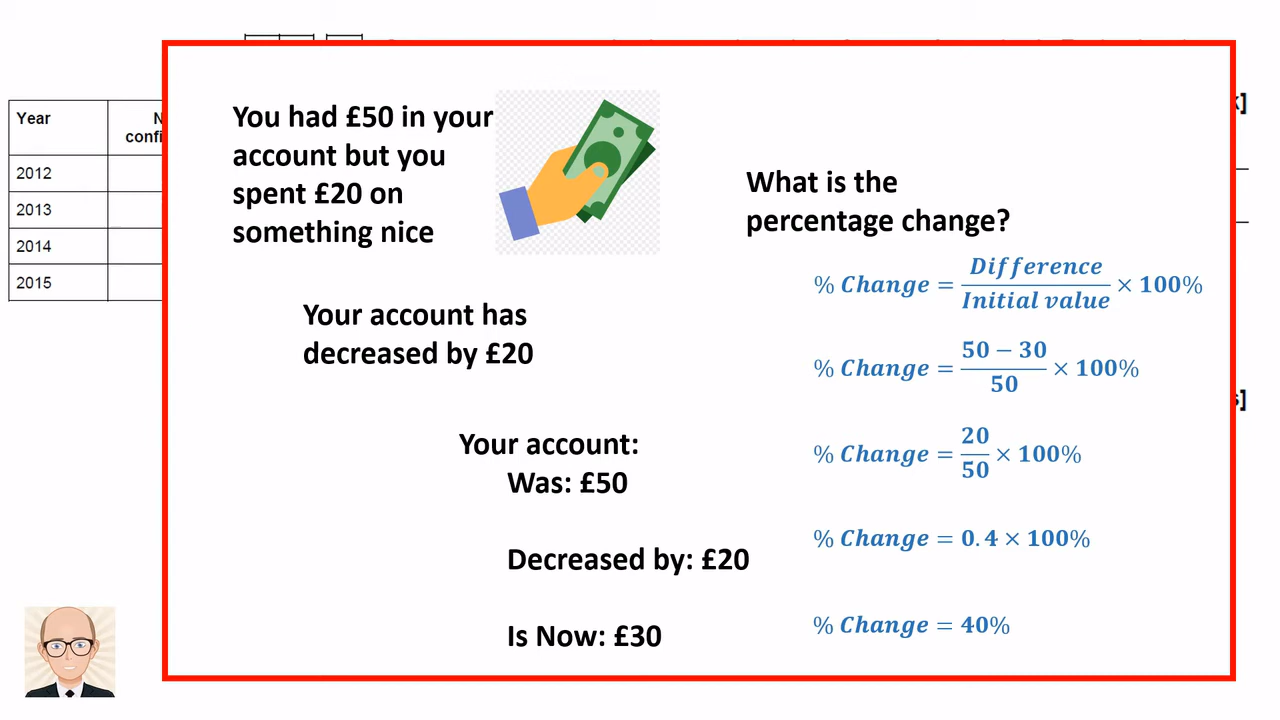 Year
2012
2013
2014
2015
You had £50 in your
account but you
spent £20 on
something nice
Your account has
decreased by £20
Your account:
Was: £50
Decreased by: £20
Is Now: £30
What is the
percentage change?
% Change = Difference / Initial value × 100%
% Change = 50 − 30 / 50 × 100%
% Change = 20 / 50 × 100%
% Change = 0.4 × 100%
% Change = 40%